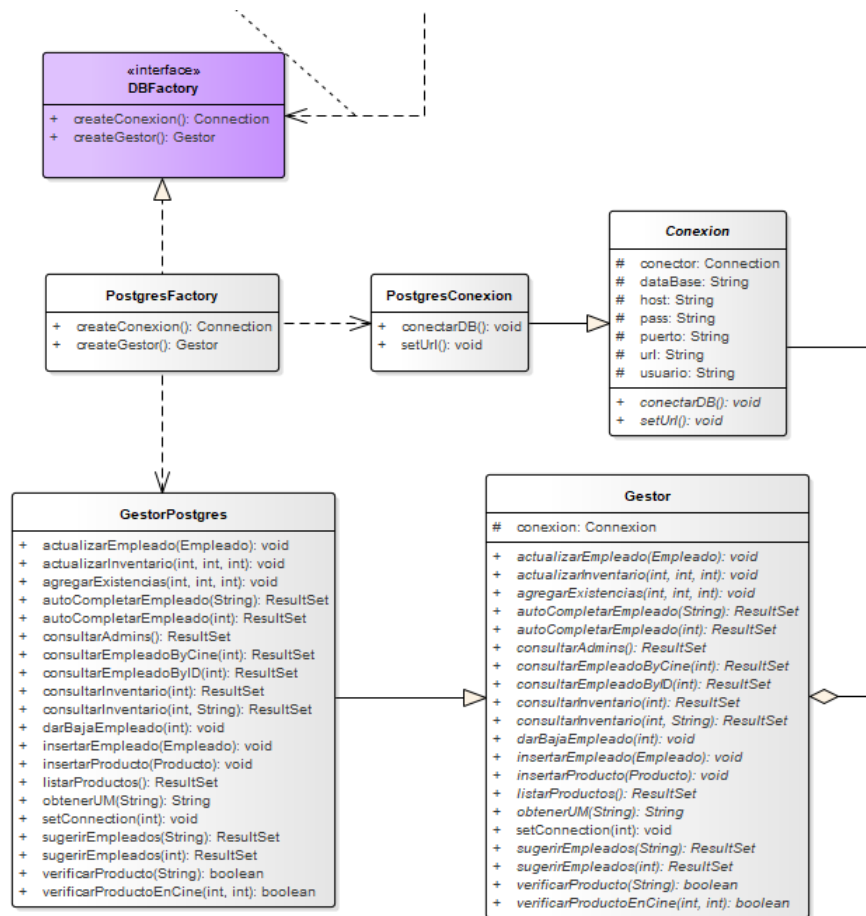 «interface»
DBFactory
+ createConexion(): Connection
+ createGestor(): Gestor
PostgresFactory
+ createConexion(): Connection
+ createGestor(): Gestor
PostgresConexion
+ conectarDB(): void
+ setUrl(): void
Conexion
# conector: Connection
# dataBase: String
# host: String
# pass: String
# puerto: String
# url: String
# usuario: String
+ conectarDB(): void
+ setUrl(): void
GestorPostgres
+ actualizarEmpleado(Empleado): void
+ actualizarInventario(int, int, int): void
+ agregarExistencias(int, int, int): void
+ autoCompletarEmpleado(String): ResultSet
+ autoCompletarEmpleado(int): ResultSet
+ consultarAdmins(): ResultSet
+ consultarEmpleadoByCine(int): ResultSet
+ consultarEmpleadoByID(int): ResultSet
+ consultarInventario(int): ResultSet
+ consultarInventario(int, String): ResultSet
+ darBajaEmpleado(int): void
+ insertarEmpleado(Empleado): void
+ insertarProducto(Producto): void
+ listarProductos(): ResultSet
+ obtenerUM(String): String
+ setConnection(int): void
+ sugerirEmpleados(String): ResultSet
+ sugerirEmpleados(int): ResultSet
+ verificarProducto(String): boolean
+ verificarProductoEnCine(int, int): boolean
Gestor
# conexion: Connexion
+ actualizarEmpleado(Empleado): void
+ actualizarInventario(int, int, int): void
+ agregarExistencias(int, int, int): void
+ autoCompletarEmpleado(String): ResultSet
+ autoCompletarEmpleado(int): ResultSet
+ consultarAdmins(): ResultSet
+ consultarEmpleadoByCine(int): ResultSet
+ consultarEmpleadoByID(int): ResultSet
+ consultarInventario(int): ResultSet
+ consultarInventario(int, String): ResultSet
+ darBajaEmpleado(int): void
+ insertarEmpleado(Empleado): void
+ insertarProducto(Producto): void
+ listarProductos(): ResultSet
+ obtenerUM(String): String
+ setConnection(int): void
+ sugerirEmpleados(String): ResultSet
+ sugerirEmpleados(int): ResultSet
+ verificarProducto(String): boolean
+ verificarProductoEnCine(int, int): boolean